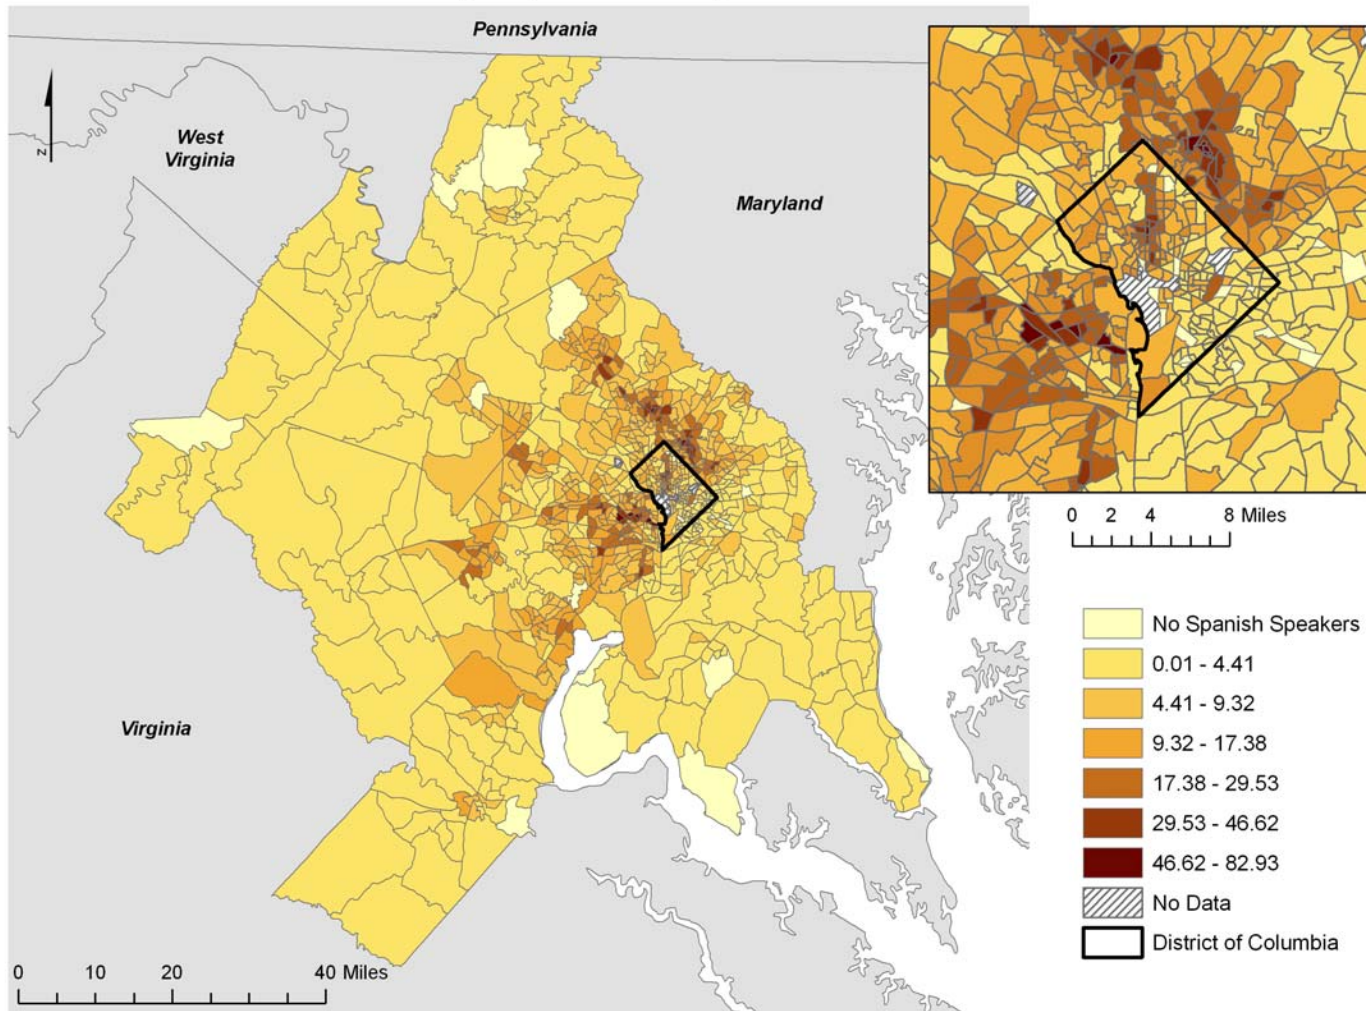 Pennsylvania
West
Virginia
Maryland
Virginia
z
0 10 20 40 Miles
0 2 4 8 Miles
No Spanish Speakers
0.01 - 4.41
4.41 - 9.32
9.32 - 17.38
17.38 - 29.53
29.53 - 46.62
46.62 - 82.93
No Data
District of Columbia